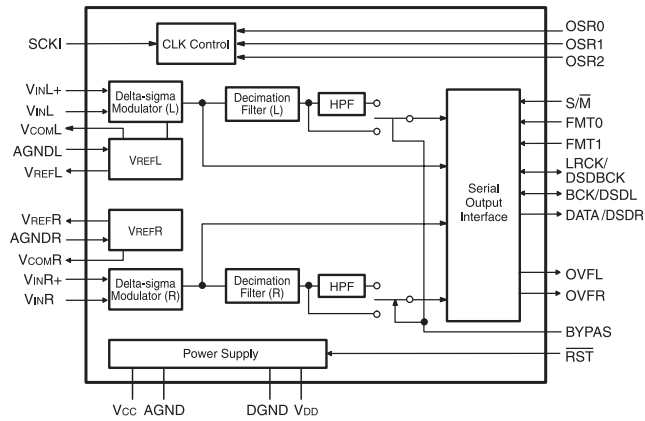 SCKI
CLK Control
OSR0
OSR1
OSR2
VINL+
VINL
VCOML
AGNDL
VREFL
Delta-sigma
Modulator (L)
VREFL
Decimation
Filter (L)
HPF
Serial
Output
Interface
S/M̅
FMT0
FMT1
LRCK/
DSDBCK
BCK/DSDL
DATA/DSDR
VREFR
AGNDR
VCOMR
VINR+
VINR
VREFR
Delta-sigma
Modulator (R)
Decimation
Filter (R)
HPF
OVFL
OVFR
BYPAS
R̅S̅T̅
Power Supply
VCC AGND DGND VDD